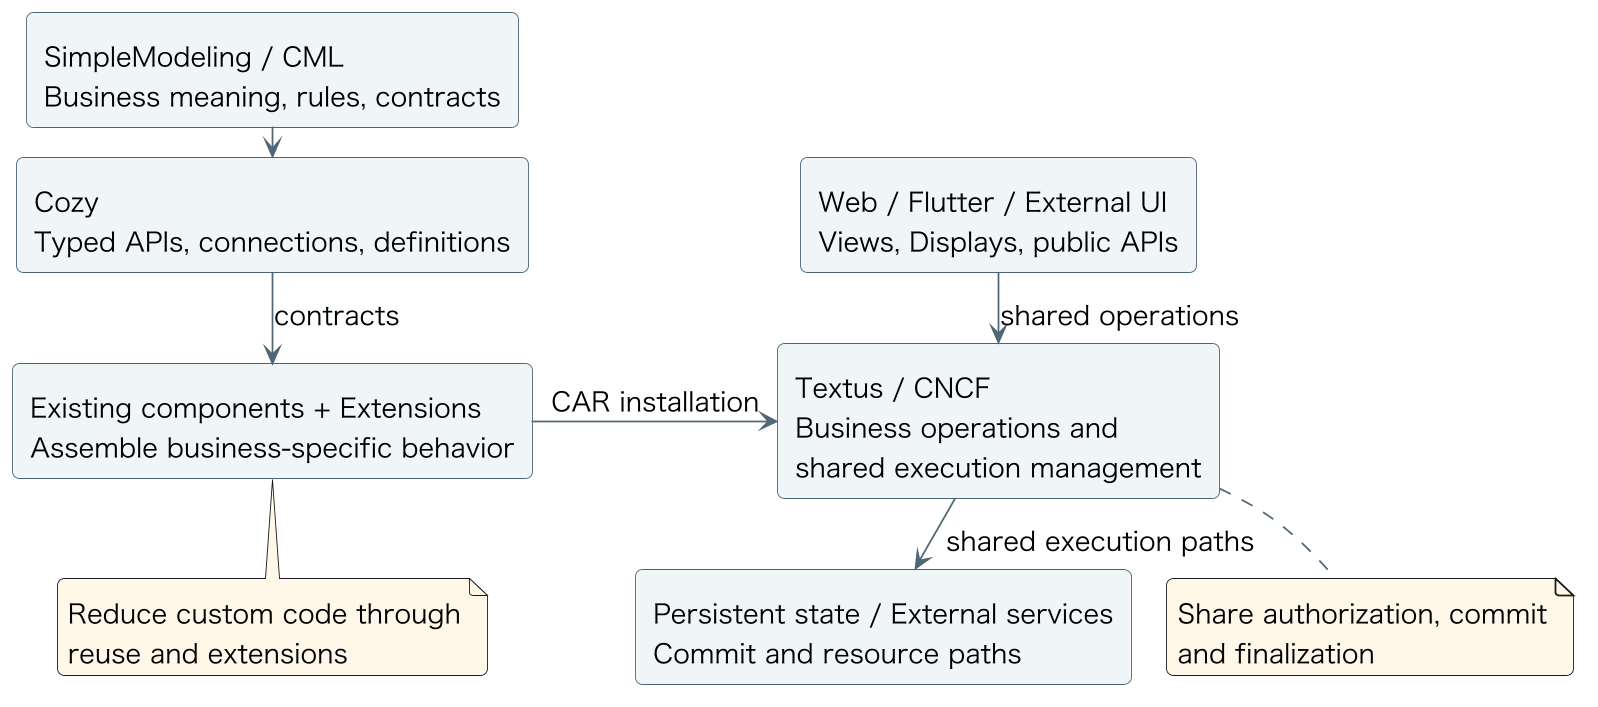 SimpleModeling / CML
Business meaning, rules, contracts
Cozy
Typed APIs, connections, definitions
Web / Flutter / External UI
Views, Displays, public APIs
contracts
shared operations
Existing components + Extensions
Assemble business-specific behavior
CAR installation
Textus / CNCF
Business operations and
shared execution management
shared execution paths
Reduce custom code through
reuse and extensions
Persistent state / External services
Commit and resource paths
Share authorization, commit
and finalization